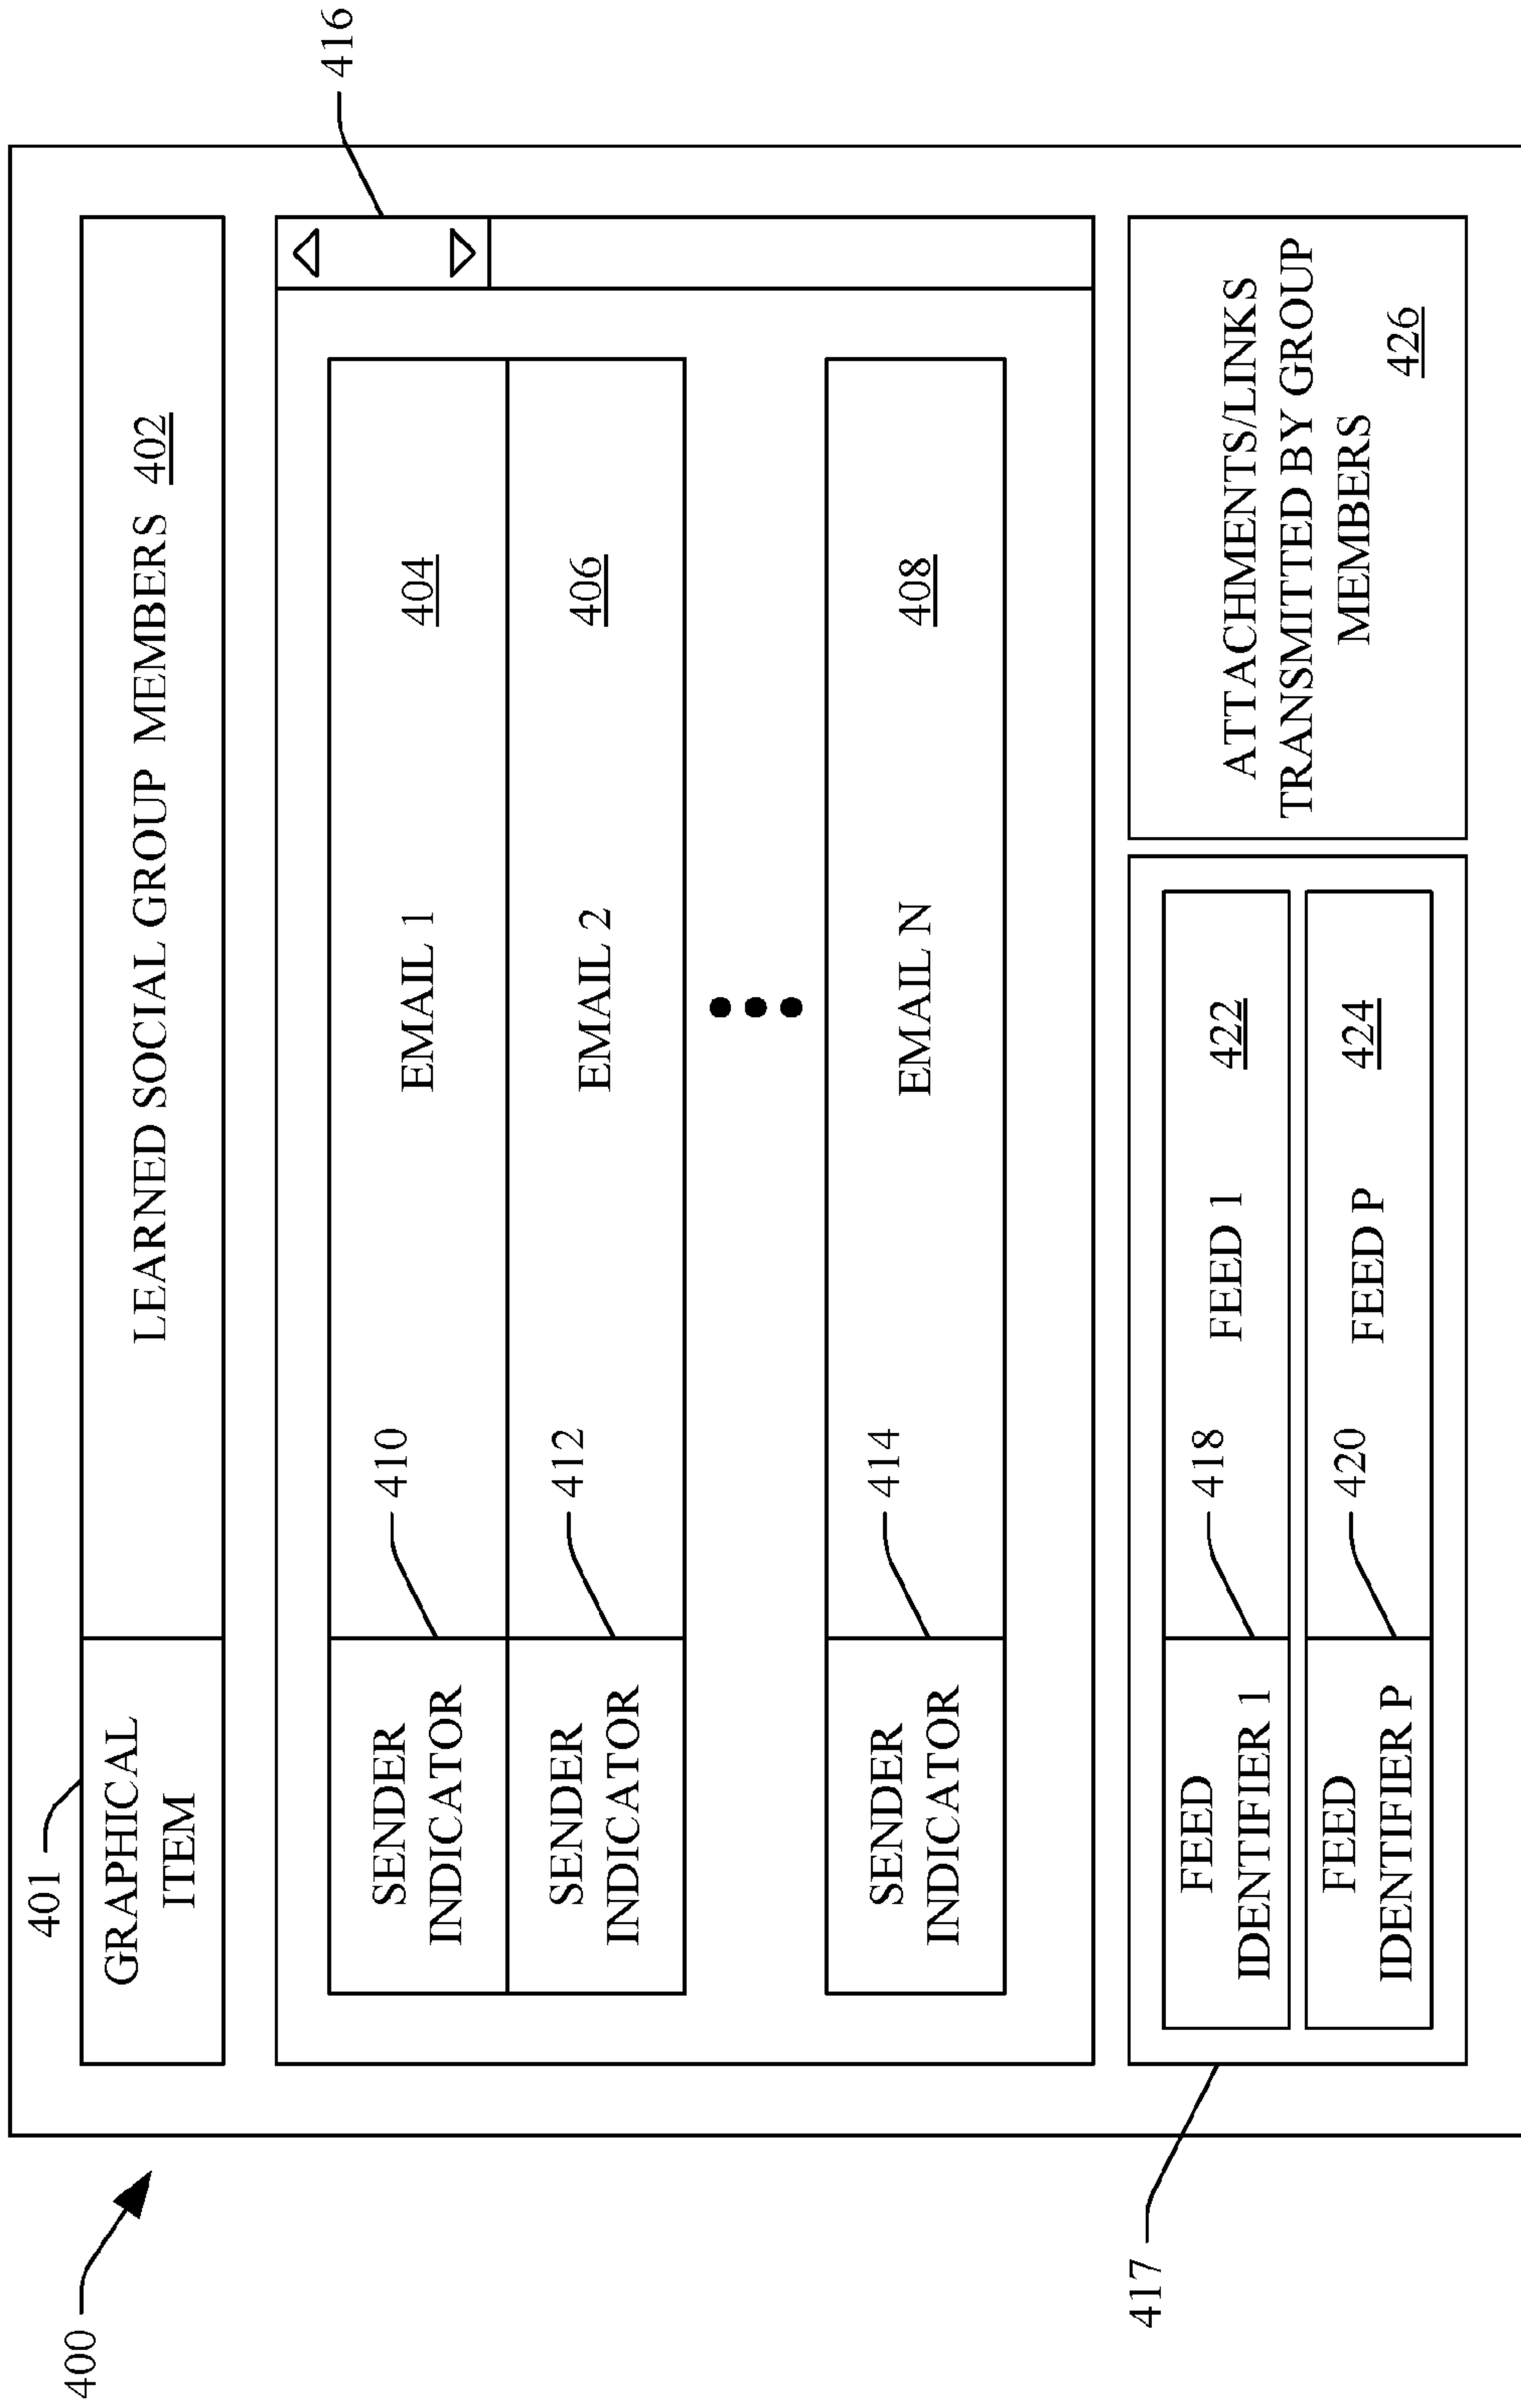 400
401
GRAPHICAL
ITEM
LEARNED SOCIAL GROUP MEMBERS 402
416
SENDER
INDICATOR
410
EMAIL 1
404
SENDER
INDICATOR
412
EMAIL 2
406
SENDER
INDICATOR
414
EMAIL N
408
417
FEED
IDENTIFIER 1
418
FEED 1
422
FEED
IDENTIFIER P
420
FEED P
424
ATTACHMENTS/LINKS
TRANSMITTED BY GROUP
MEMBERS
426